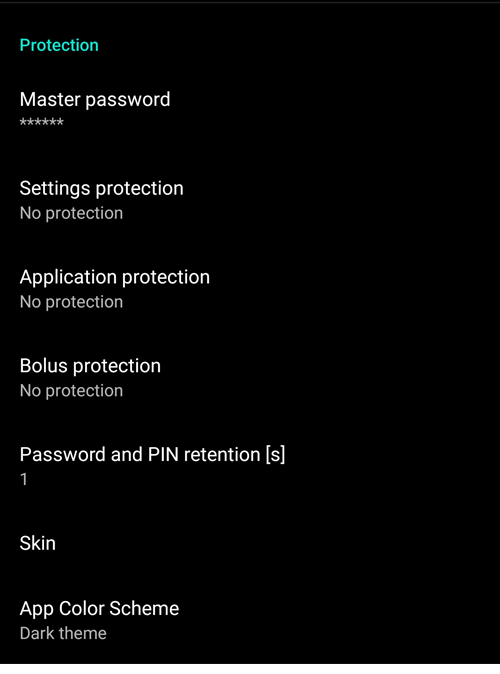 Protection
Master password
******
Settings protection
No protection
Application protection
No protection
Bolus protection
No protection
Password and PIN retention [s]
1
Skin
App Color Scheme
Dark theme